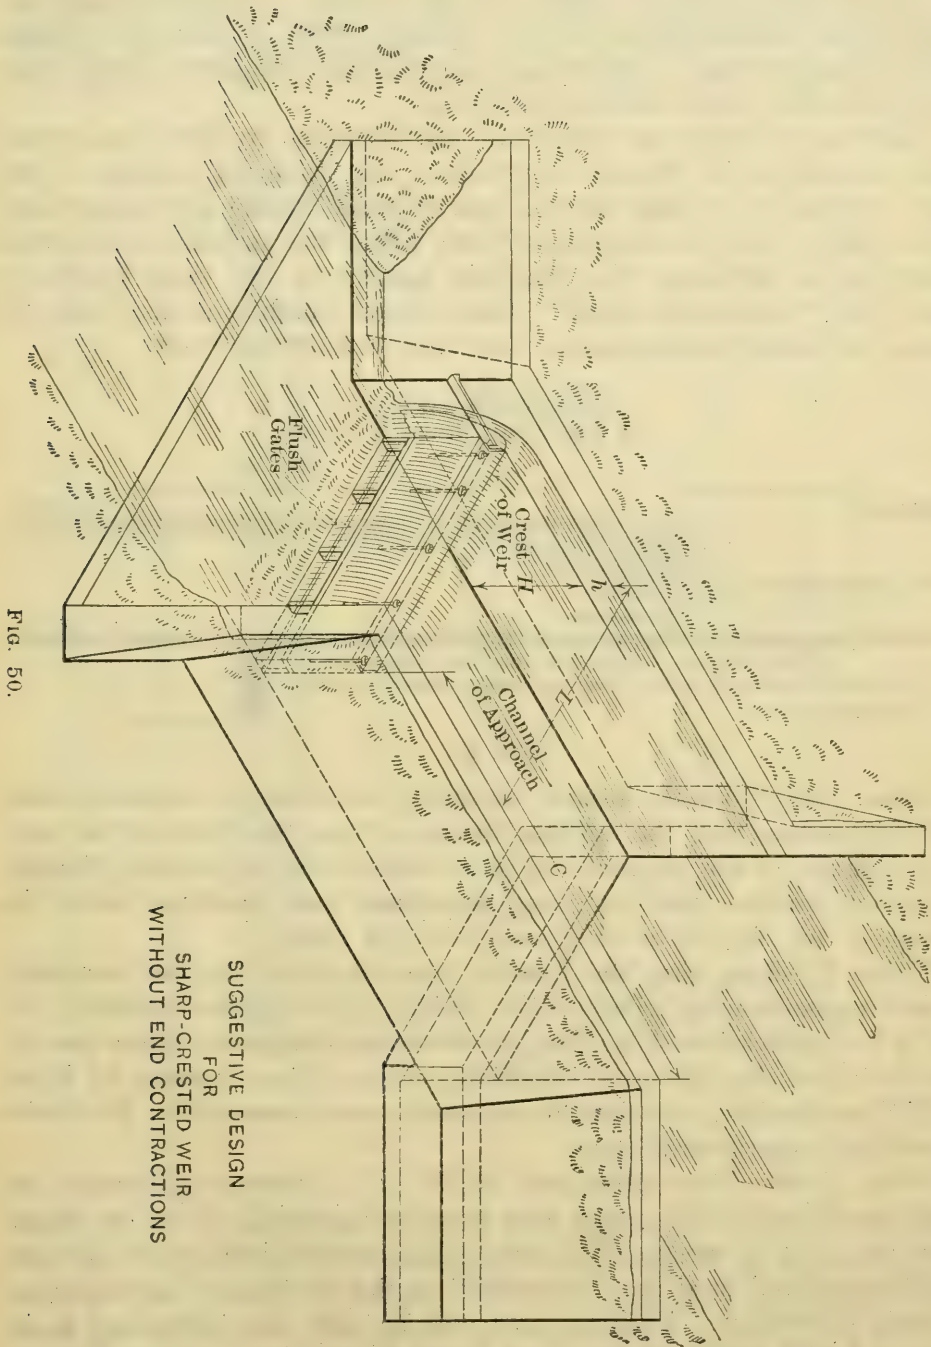 Flush
Gates
Crest
of Weir
H
h
L
Channel
of Approach
C
SUGGESTIVE DESIGN
FOR
SHARP-CRESTED WEIR
WITHOUT END CONTRACTIONS
FIG. 50.